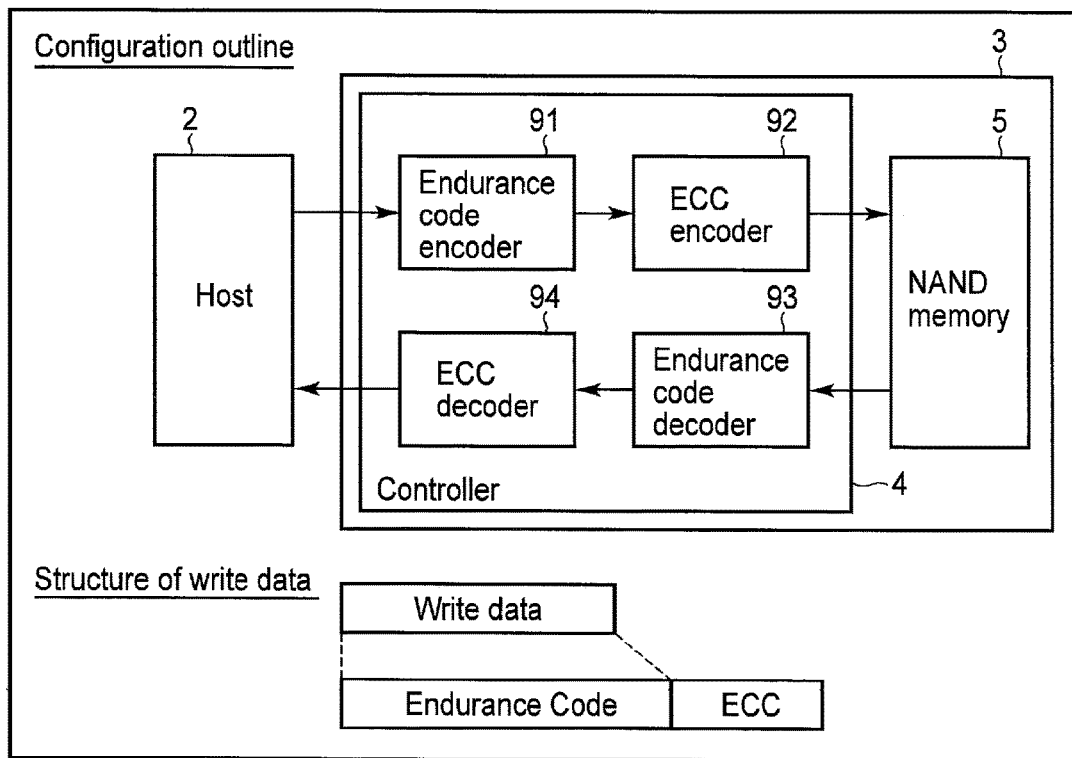 Configuration outline
3
2
91
92
5
Endurance
code
encoder
ECC
encoder
Host
NAND
memory
94
93
ECC
decoder
Endurance
code
decoder
Controller
4
Structure of write data
Write data
Endurance Code
ECC